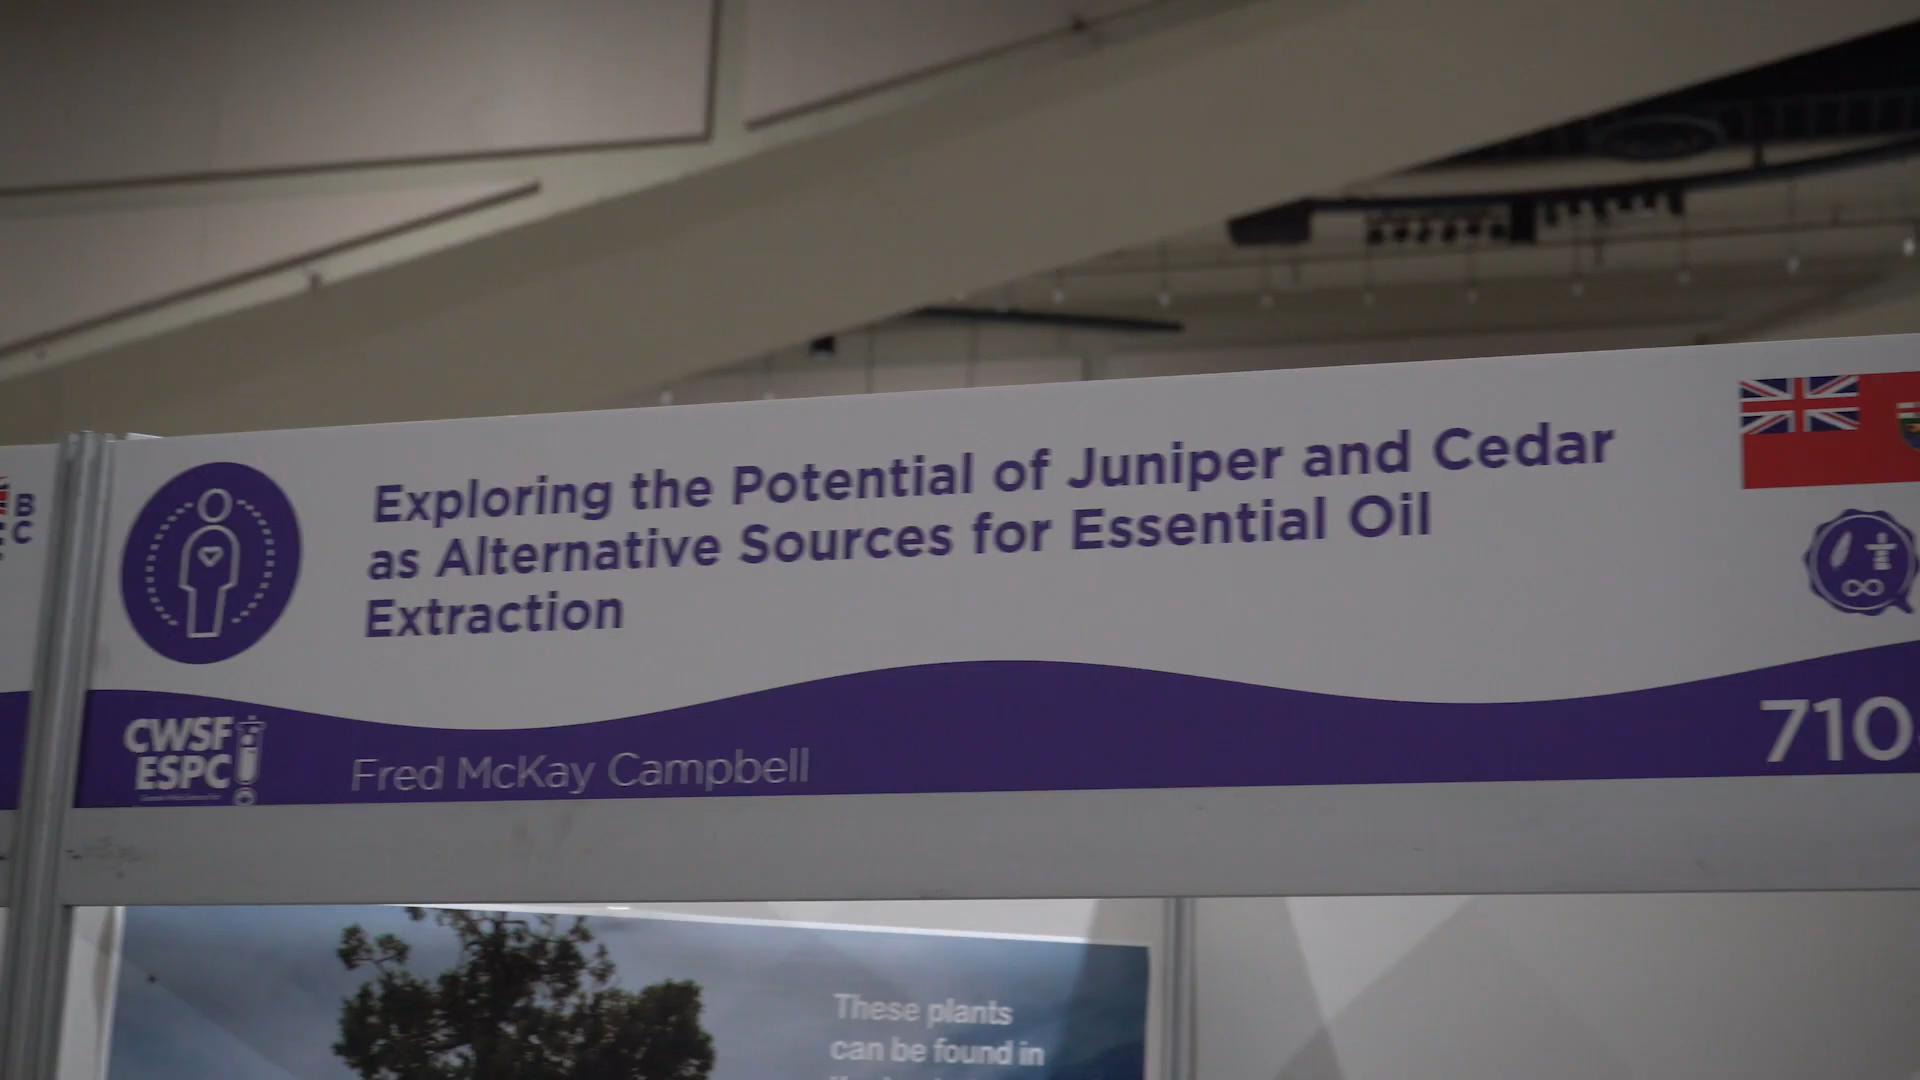 B
C
Exploring the Potential of Juniper and Cedar
as Alternative Sources for Essential Oil
Extraction
CWSF
ESPC
Fred McKay Campbell
710
These plants
can be found in